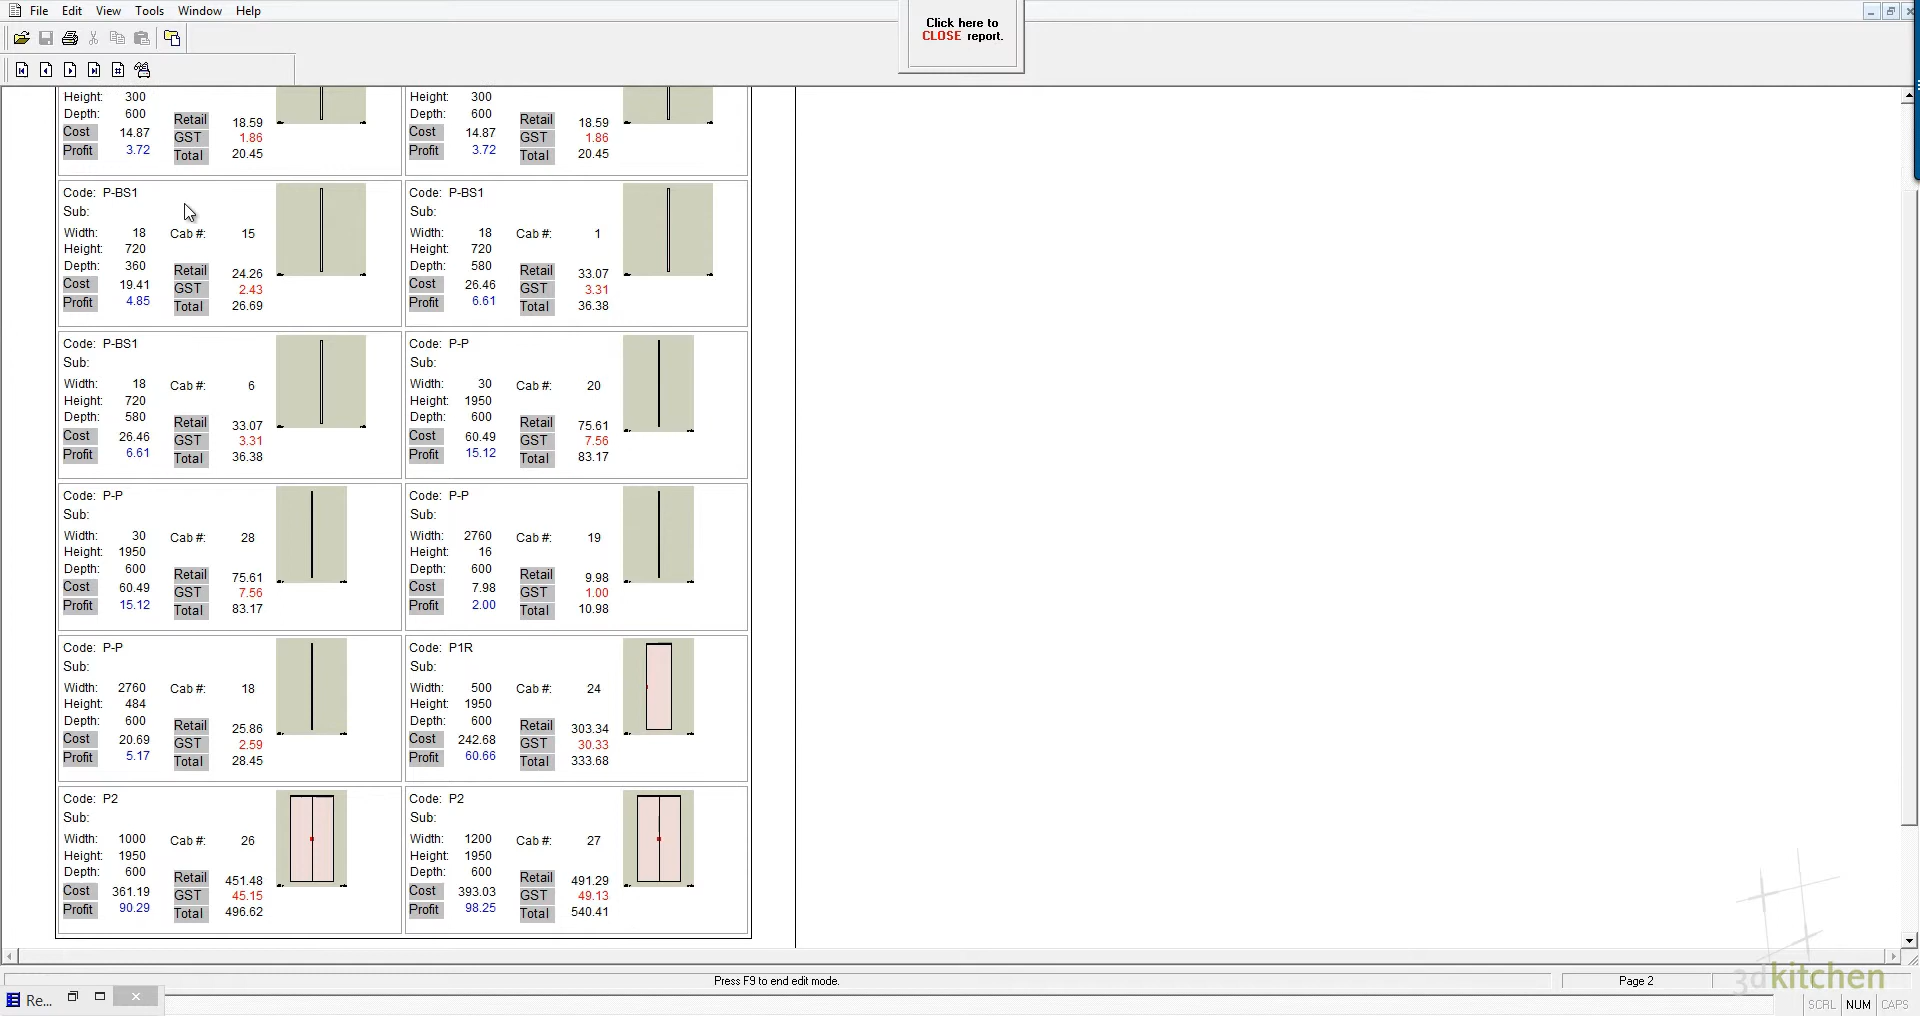 File Edit View Tools Window Help
Click here to
CLOSE report.
Height: 300
Depth: 600 Retail 18.59
Cost 14.87 GST 1.86
Profit 3.72 Total 20.45
Height: 300
Depth: 600 Retail 18.59
Cost 14.87 GST 1.86
Profit 3.72 Total 20.45
Code: P-BS1
Sub:
Width: 18 Cab #: 15
Height: 720
Depth: 360 Retail 24.26
Cost 19.41 GST 2.43
Profit 4.85 Total 26.69
Code: P-BS1
Sub:
Width: 18 Cab #: 1
Height: 720
Depth: 580 Retail 33.07
Cost 26.46 GST 3.31
Profit 6.61 Total 36.38
Code: P-BS1
Sub:
Width: 18 Cab #: 6
Height: 720
Depth: 580 Retail 33.07
Cost 26.46 GST 3.31
Profit 6.61 Total 36.38
Code: P-P
Sub:
Width: 30 Cab #: 20
Height: 1950
Depth: 600 Retail 75.61
Cost 60.49 GST 7.56
Profit 15.12 Total 83.17
Code: P-P
Sub:
Width: 30 Cab #: 28
Height: 1950
Depth: 600 Retail 75.61
Cost 60.49 GST 7.56
Profit 15.12 Total 83.17
Code: P-P
Sub:
Width: 2760 Cab #: 19
Height: 16
Depth: 600 Retail 9.98
Cost 7.98 GST 1.00
Profit 2.00 Total 10.98
Code: P-P
Sub:
Width: 2760 Cab #: 18
Height: 484
Depth: 600 Retail 25.86
Cost 20.69 GST 2.59
Profit 5.17 Total 28.45
Code: P1R
Sub:
Width: 500 Cab #: 24
Height: 1950
Depth: 600 Retail 303.34
Cost 242.68 GST 30.33
Profit 60.66 Total 333.68
Code: P2
Sub:
Width: 1000 Cab #: 26
Height: 1950
Depth: 600 Retail 451.48
Cost 361.19 GST 45.15
Profit 90.29 Total 496.62
Code: P2
Sub:
Width: 1200 Cab #: 27
Height: 1950
Depth: 600 Retail 491.29
Cost 393.03 GST 49.13
Profit 98.25 Total 540.41
Press F9 to end edit mode. Page 2
3dkitchen
Re...
SCRL NUM CAPS